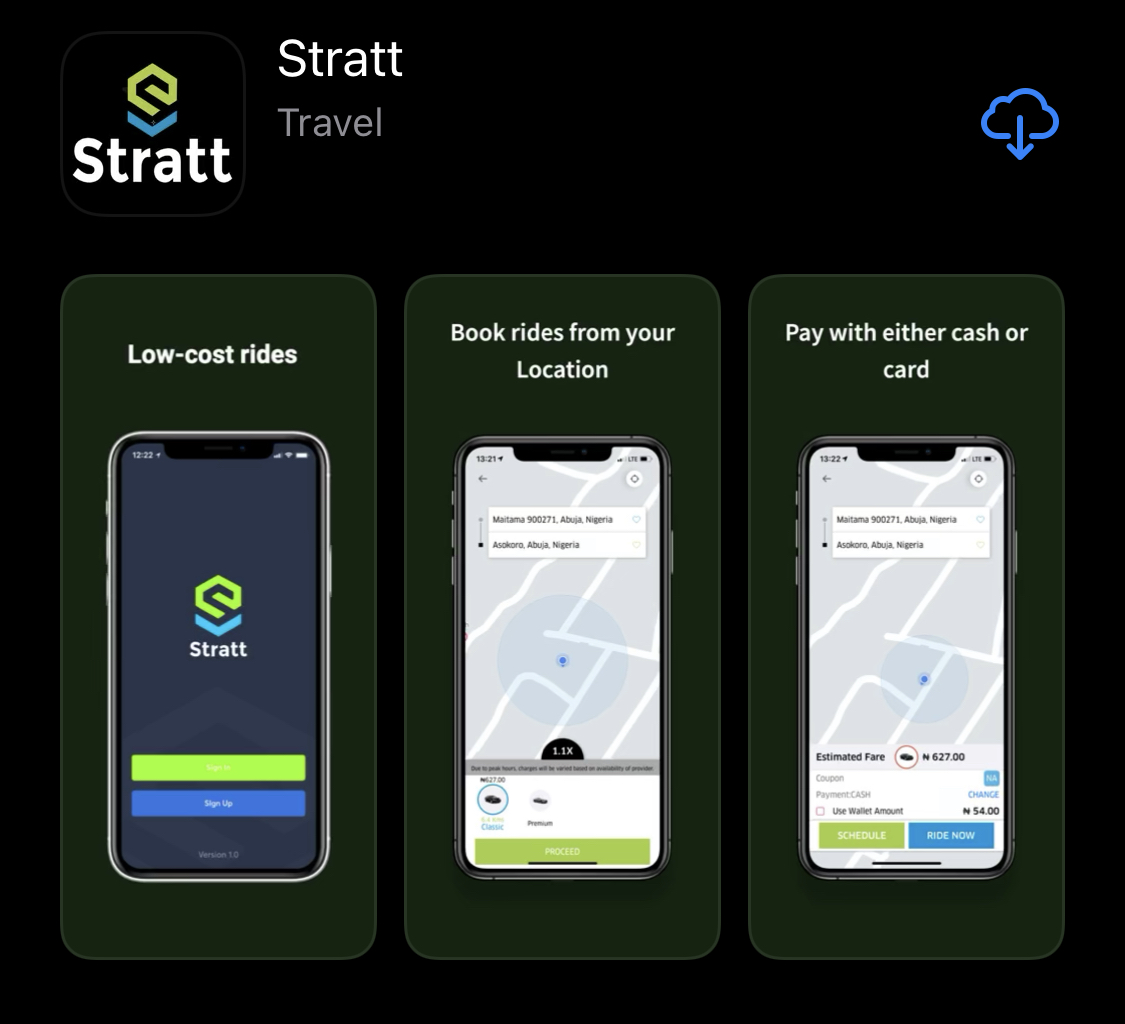 Stratt
Travel
Stratt
Low-cost rides
12:22
Stratt
Sign In
Sign Up
Version 1.0
Book rides from your
Location
13:21
LTE
Maitama 900271, Abuja, Nigeria
Asokoro, Abuja, Nigeria
1.1X
Due to peak hours, charges will be varied based on availability of provider.
₦627.00
Classic
Premium
PROCEED
Pay with either cash or
card
13:22
LTE
Maitama 900271, Abuja, Nigeria
Asokoro, Abuja, Nigeria
Estimated Fare ₦ 627.00
Coupon NA
Payment:CASH CHANGE
Use Wallet Amount ₦ 54.00
SCHEDULE RIDE NOW